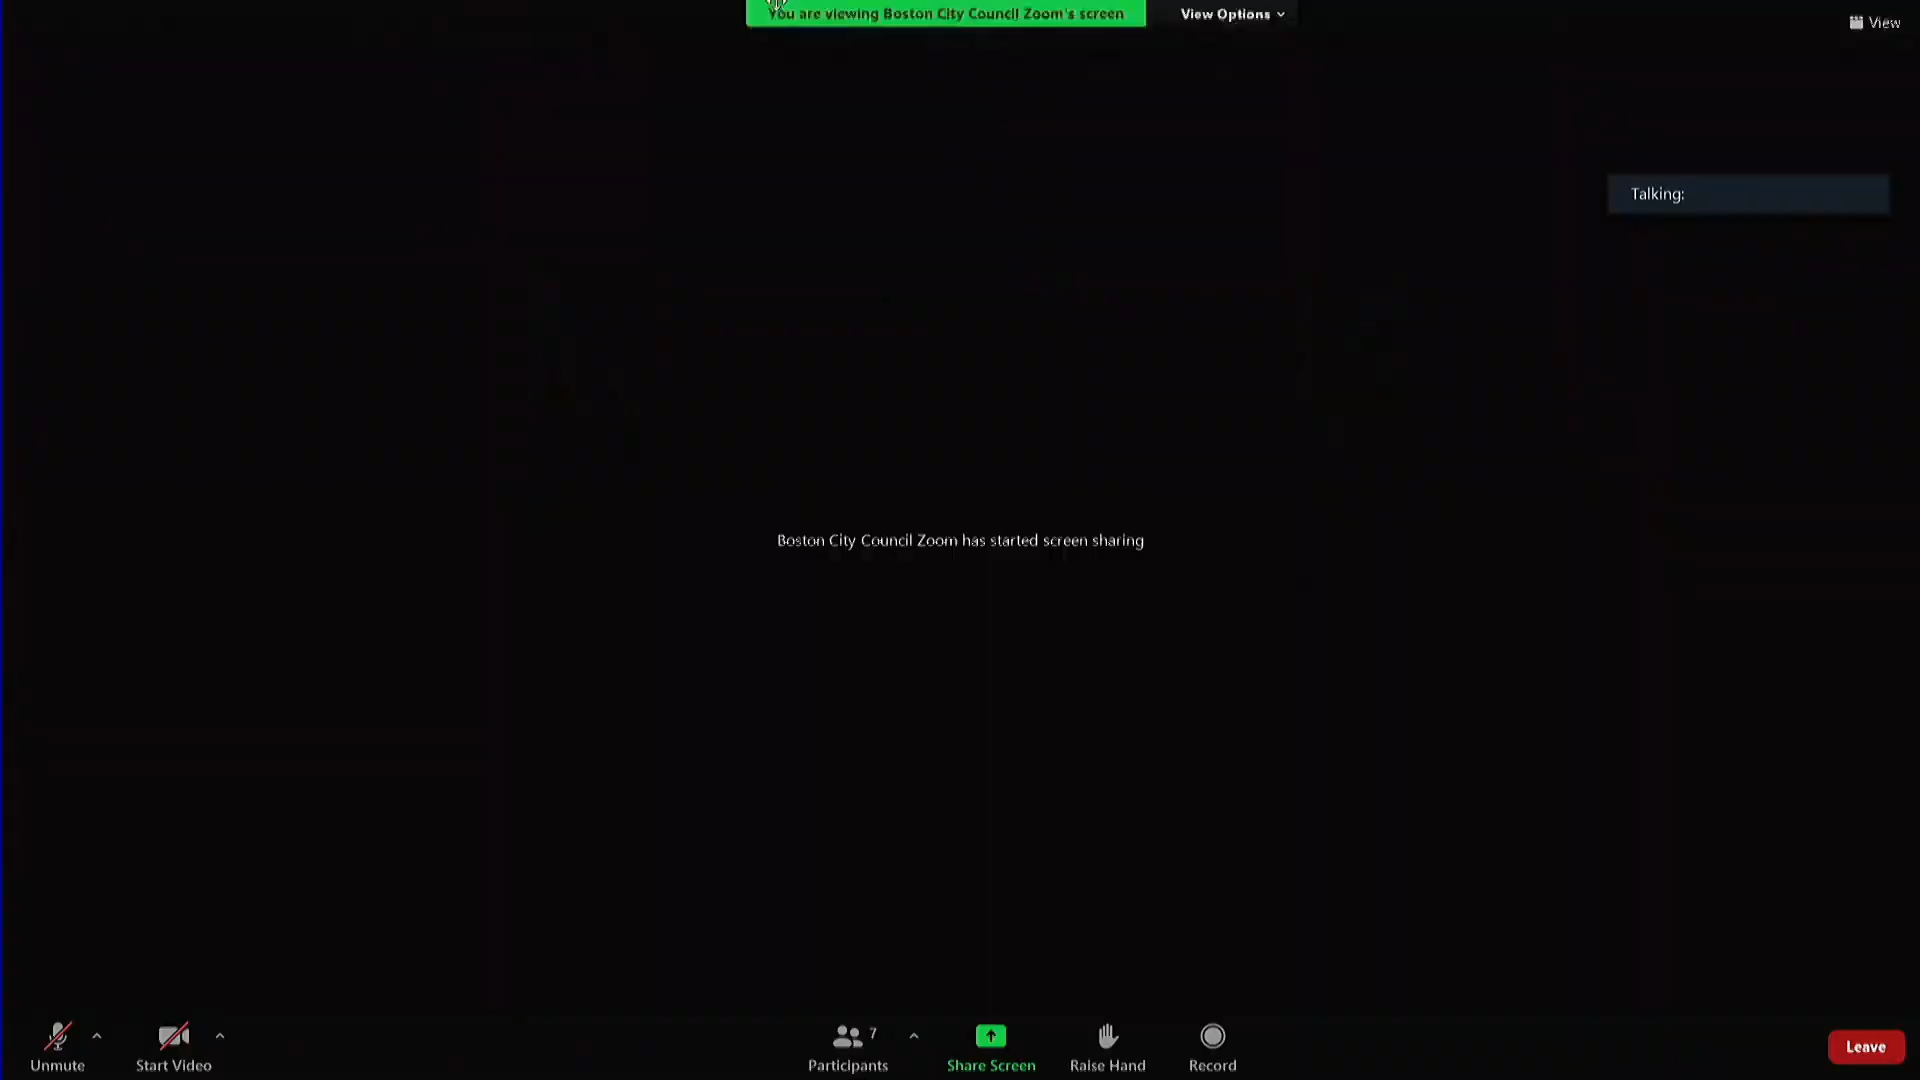 You are viewing Boston City Council Zoom's screen
View Options
View
Talking:
Boston City Council Zoom has started screen sharing
Unmute
Start Video
7
Participants
Share Screen
Raise Hand
Record
Leave